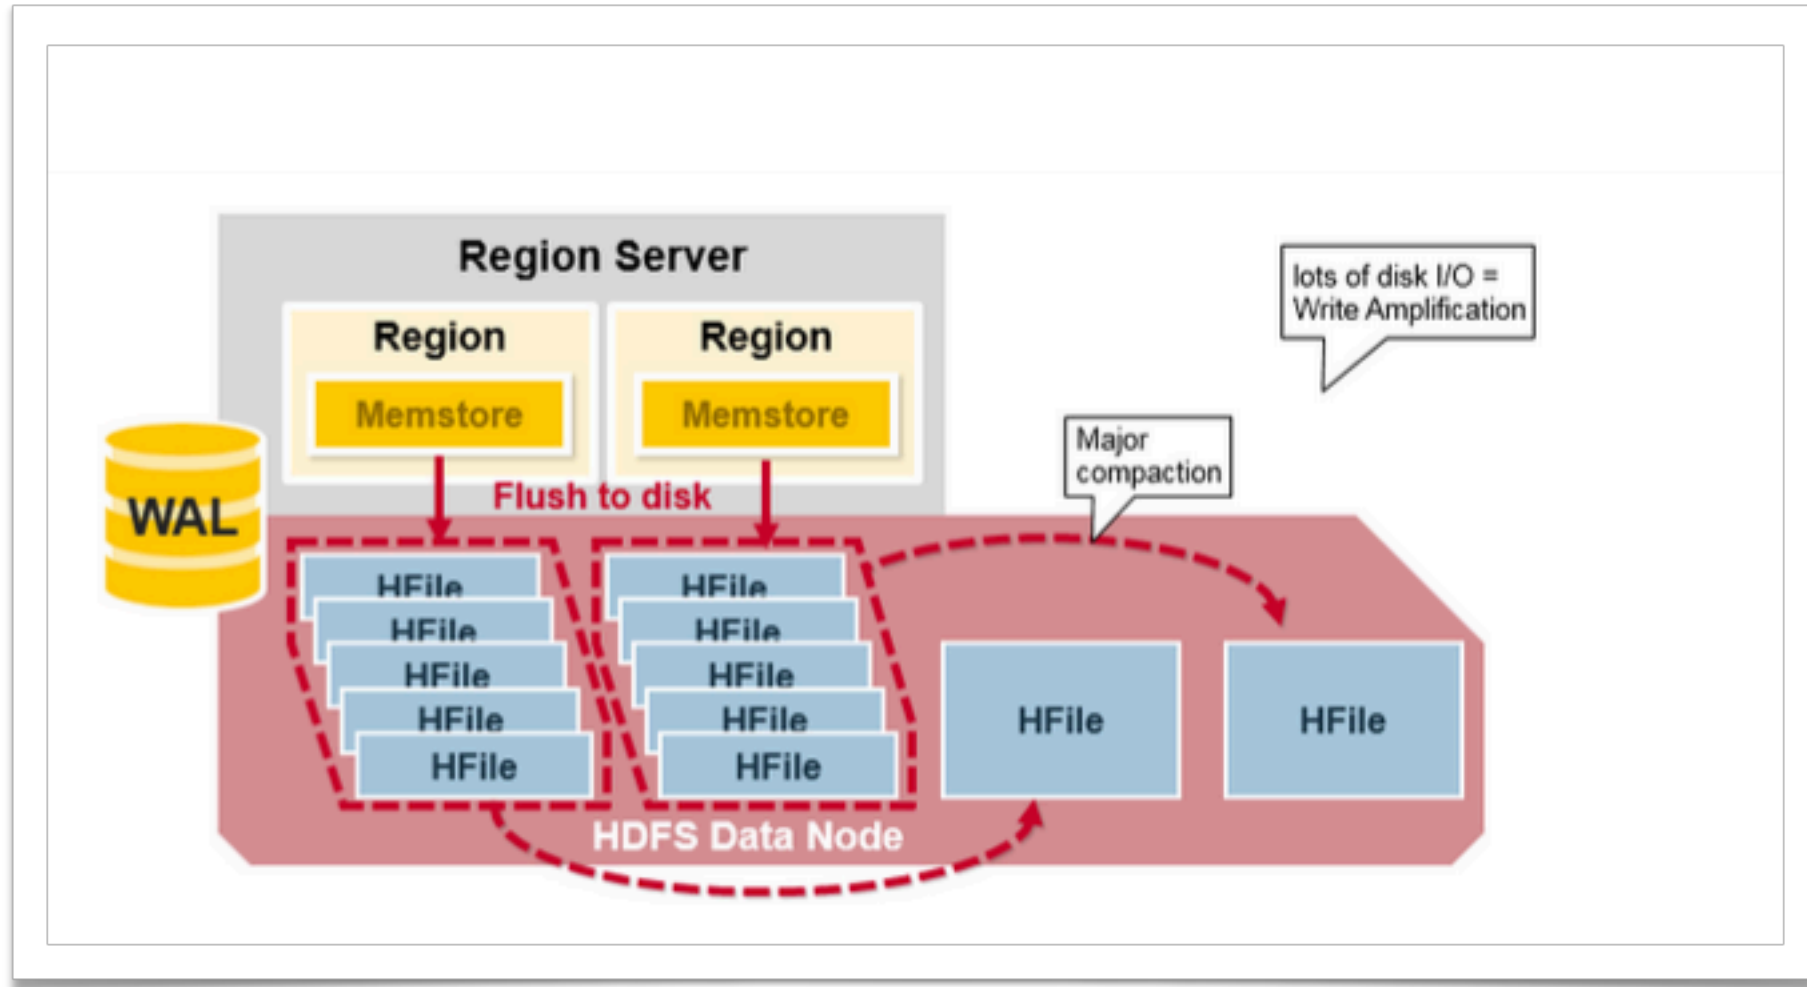 Region Server
Region
Region
Memstore
Memstore
Flush to disk
WAL
HFile
HFile
HFile
HFile
HFile
HFile
HFile
HFile
HFile
HFile
HFile
HFile
HDFS Data Node
Major
compaction
lots of disk I/O =
Write Amplification